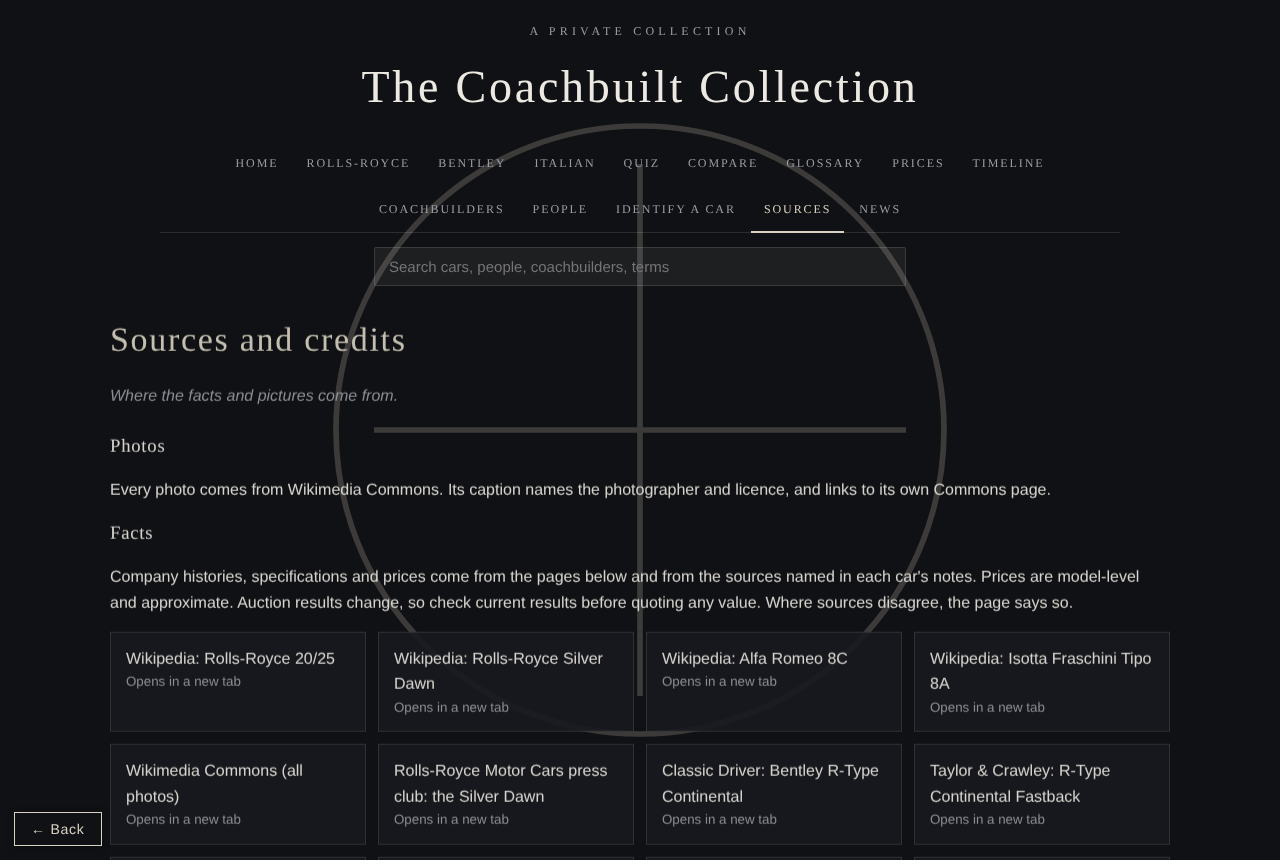 A PRIVATE COLLECTION
The Coachbuilt Collection
HOME ROLLS-ROYCE BENTLEY ITALIAN QUIZ COMPARE GLOSSARY PRICES TIMELINE
COACHBUILDERS PEOPLE IDENTIFY A CAR SOURCES NEWS
Search cars, people, coachbuilders, terms
Sources and credits
Where the facts and pictures come from.
Photos
Every photo comes from Wikimedia Commons. Its caption names the photographer and licence, and links to its own Commons page.
Facts
Company histories, specifications and prices come from the pages below and from the sources named in each car's notes. Prices are model-level
and approximate. Auction results change, so check current results before quoting any value. Where sources disagree, the page says so.
Wikipedia: Rolls-Royce 20/25
Opens in a new tab
Wikipedia: Rolls-Royce Silver
Dawn
Opens in a new tab
Wikipedia: Alfa Romeo 8C
Opens in a new tab
Wikipedia: Isotta Fraschini Tipo
8A
Opens in a new tab
Wikimedia Commons (all
photos)
Opens in a new tab
Rolls-Royce Motor Cars press
club: the Silver Dawn
Opens in a new tab
Classic Driver: Bentley R-Type
Continental
Opens in a new tab
Taylor & Crawley: R-Type
Continental Fastback
Opens in a new tab
← Back